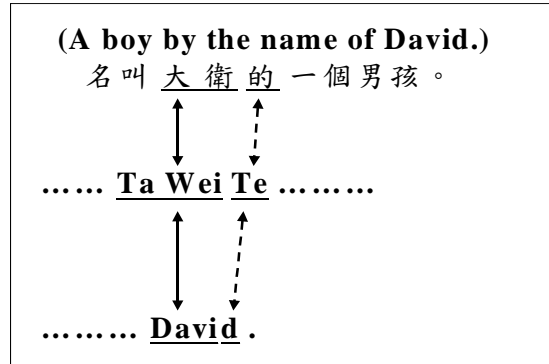 (A boy by the name of David.)
名叫大衛的一個男孩。
…… Ta Wei Te ………
……… David .